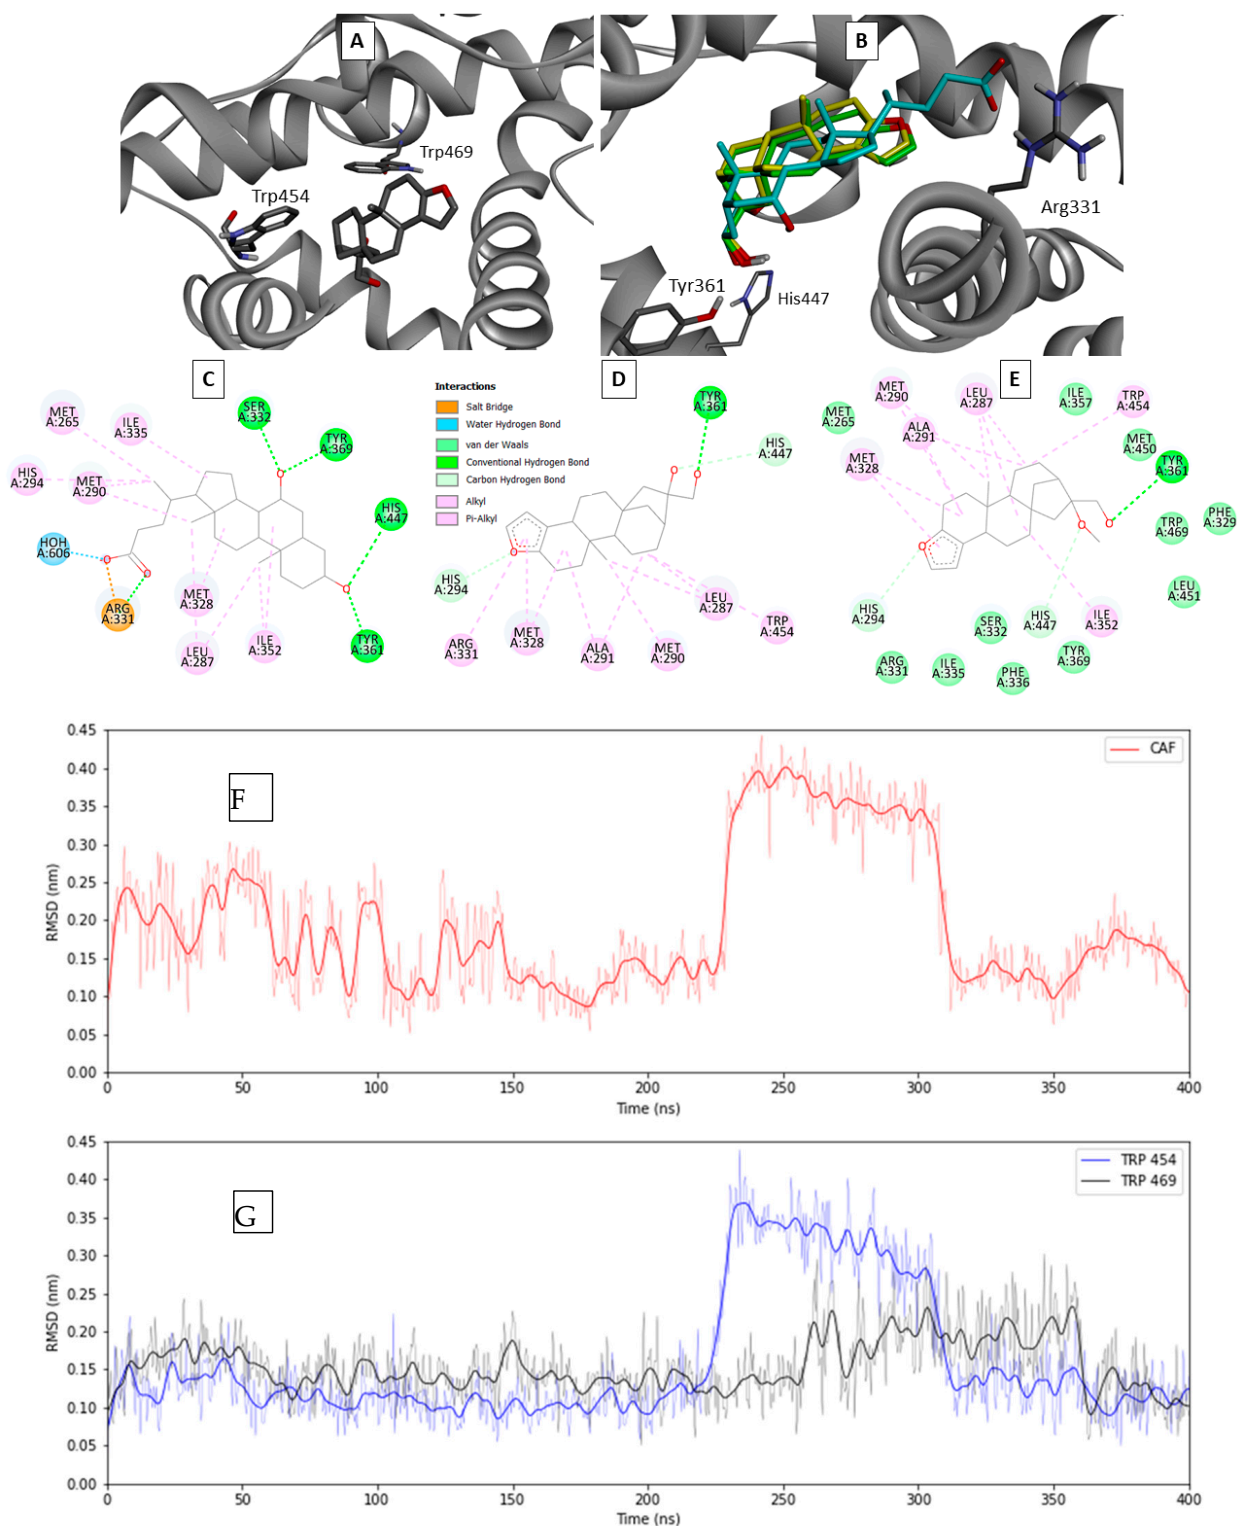 A
Trp469
Trp454
B
Arg331
Tyr361
His447
C
MET
A:265
ILE
A:335
SER
A:332
TYR
A:369
HIS
A:294
MET
A:290
HIS
A:447
HOH
A:606
ARG
A:331
MET
A:328
LEU
A:287
ILE
A:352
TYR
A:361
O
O
O
O
Interactions
Salt Bridge
Water Hydrogen Bond
van der Waals
Conventional Hydrogen Bond
Carbon Hydrogen Bond
Alkyl
Pi-Alkyl
D
TYR
A:361
HIS
A:447
HIS
A:294
ARG
A:331
MET
A:328
ALA
A:291
MET
A:290
LEU
A:287
TRP
A:454
O
O
O
E
MET
A:290
LEU
A:287
ILE
A:357
TRP
A:454
MET
A:265
ALA
A:291
MET
A:450
MET
A:328
TYR
A:361
TRP
A:469
PHE
A:329
LEU
A:451
HIS
A:294
SER
A:332
HIS
A:447
ILE
A:352
ARG
A:331
ILE
A:335
PHE
A:336
TYR
A:369
O
O
O
F
CAF
RMSD (nm)
0.45
0.40
0.35
0.30
0.25
0.20
0.15
0.10
0.05
0.00
0 50 100 150 200 250 300 350 400
Time (ns)
G
TRP 454
TRP 469
RMSD (nm)
0.45
0.40
0.35
0.30
0.25
0.20
0.15
0.10
0.05
0.00
0 50 100 150 200 250 300 350 400
Time (ns)